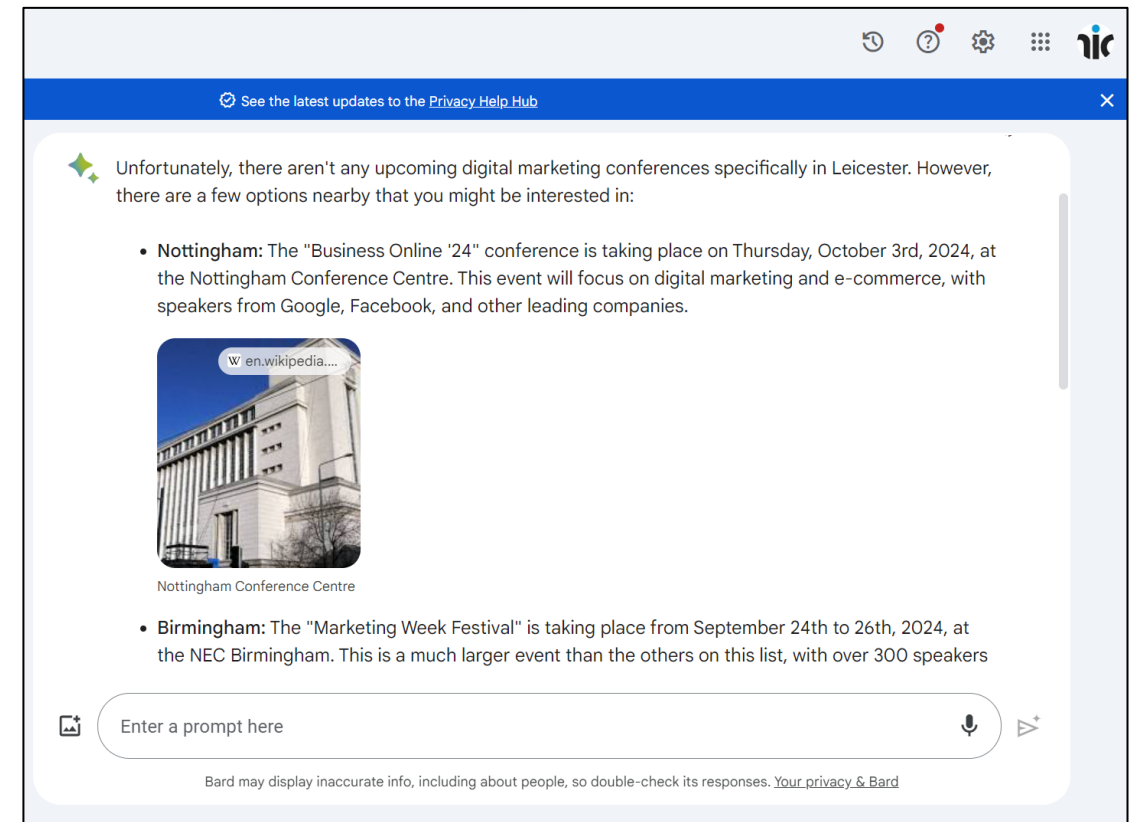 nic
See the latest updates to the Privacy Help Hub
Unfortunately, there aren't any upcoming digital marketing conferences specifically in Leicester. However,
there are a few options nearby that you might be interested in:
• Nottingham: The "Business Online '24" conference is taking place on Thursday, October 3rd, 2024, at
the Nottingham Conference Centre. This event will focus on digital marketing and e-commerce, with
speakers from Google, Facebook, and other leading companies.
W en.wikipedia....
Nottingham Conference Centre
• Birmingham: The "Marketing Week Festival" is taking place from September 24th to 26th, 2024, at
the NEC Birmingham. This is a much larger event than the others on this list, with over 300 speakers
Enter a prompt here
Bard may display inaccurate info, including about people, so double-check its responses. Your privacy & Bard